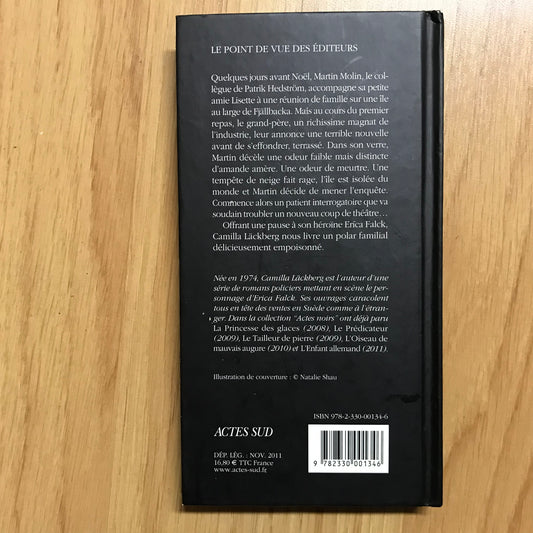 LE POINT DE VUE DES ÉDITEURS
Quelques jours avant Noël, Martin Molin, le col-
lègue de Patrik Hedström, accompagne sa petite
amie Lisette à une réunion de famille sur une île
au large de Fjällbacka. Mais au cours du premier
repas, le grand-père, un richissime magnat de
l'industrie, leur annonce une terrible nouvelle
avant de s'effondrer, terrassé. Dans son verre,
Martin décèle une odeur faible mais distincte
d'amande amère. Une odeur de meurtre. Une
tempête de neige fait rage, l'île est isolée du
monde et Martin décide de mener l'enquête.
Commence alors un patient interrogatoire que va
soudain troubler un nouveau coup de théâtre…
Offrant une pause à son héroïne Erica Falck,
Camilla Läckberg nous livre un polar familial
délicieusement empoisonné.
Née en 1974, Camilla Läckberg est l'auteur d'une
série de romans policiers mettant en scène le per-
sonnage d'Erica Falck. Ses ouvrages caracolent
tous en tête des ventes en Suède comme à l'étran-
ger. Dans la collection "Actes noirs" ont déjà paru
La Princesse des glaces (2008), Le Prédicateur
(2009), Le Tailleur de pierre (2009), L'Oiseau de
mauvais augure (2010) et L'Enfant allemand (2011).
Illustration de couverture : © Natalie Shau
ISBN 978-2-330-00134-6
ACTES SUD
DÉP. LÉG. : NOV. 2011
16,80 € TTC France
www.actes-sud.fr
9 782330 001346